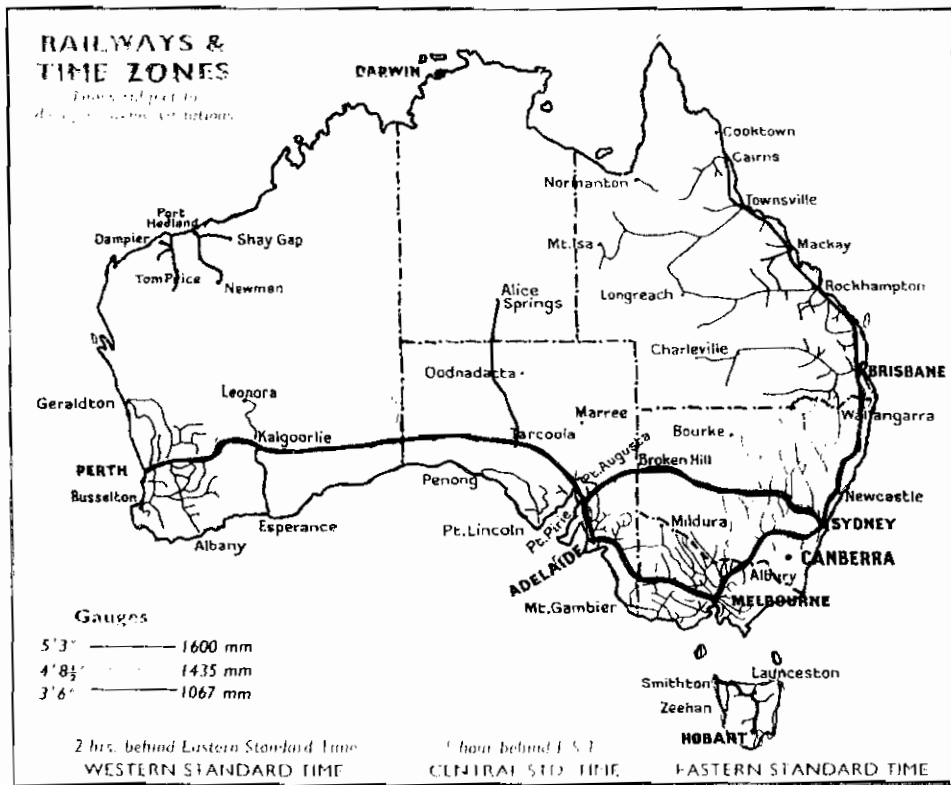 RAILWAYS &
TIME ZONES
DARWIN
Cooktown
Cairns
Normanton
Townsville
Port
Hedland
Dampier
Shay Gap
Mt. Isa
Mackay
Tom Price
Newman
Alice
Springs
Longreach
Rockhampton
Charleville
BRISBANE
Oodnadatta
Leonora
Geraldton
Marree
Wallangarra
Kalgoorlie
Tarcoola
Bourke
Pt. Augusta
Broken Hill
PERTH
Penong
Busselton
Newcastle
Esperance
Pt. Lincoln
Pt. Pirie
Mildura
SYDNEY
Albany
CANBERRA
ADELAIDE
Albury
Mt. Gambier
MELBOURNE
Gauges
5'3" 1600 mm
4'8½" 1435 mm
3'6" 1067 mm
Launceston
Smithton
Zeehan
HOBART
2 hrs. behind Eastern Standard Time
WESTERN STANDARD TIME
hour behind E.S.T.
CENTRAL STD. TIME
EASTERN STANDARD TIME